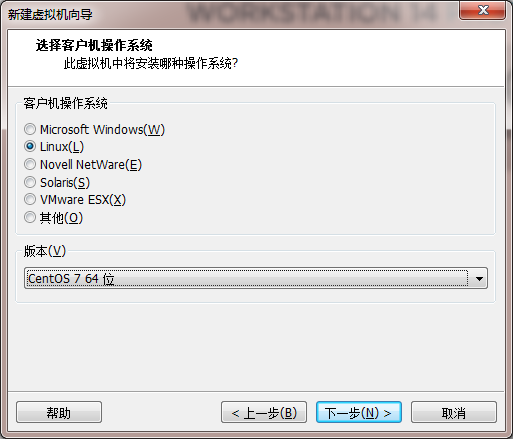 新建虚拟机向导
WORKSTATION 14
选择客户机操作系统
此虚拟机中将安装哪种操作系统?
客户机操作系统
Microsoft Windows(W)
Linux(L)
Novell NetWare(E)
Solaris(S)
VMware ESX(X)
其他(O)
版本(V)
CentOS 7 64 位
帮助
< 上一步(B)
下一步(N) >
取消